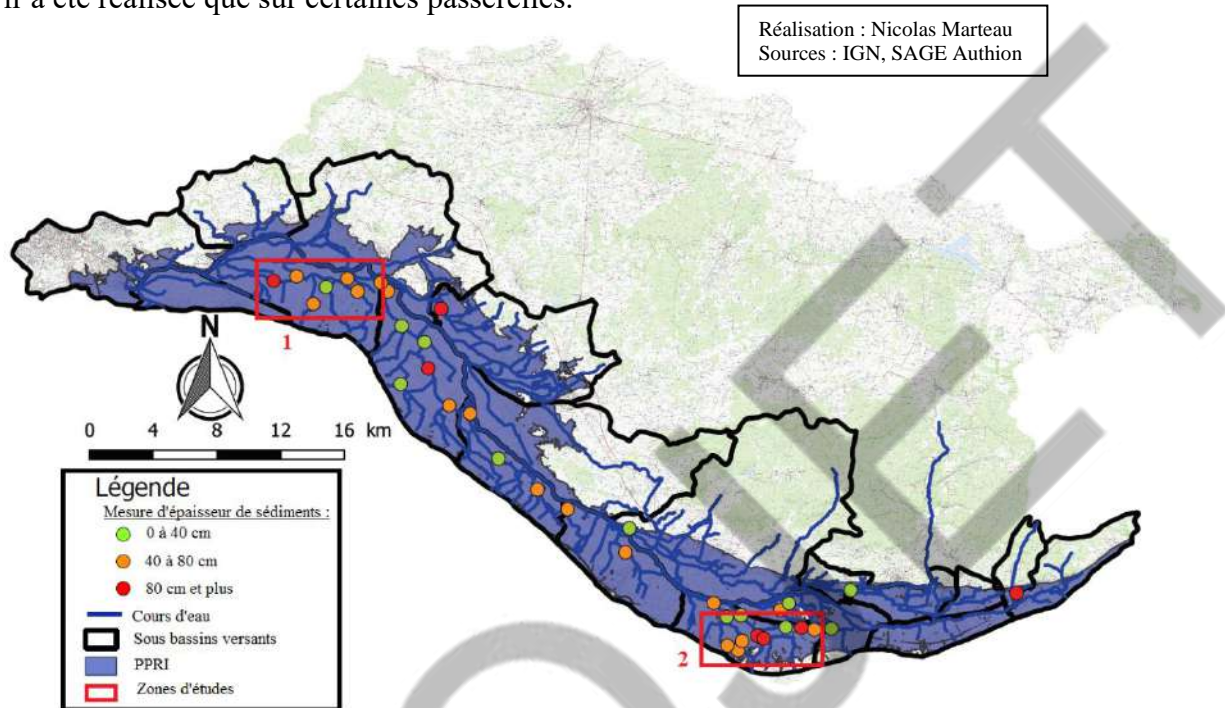 n a été réalisée que sur certaines passerelles.
Réalisation : Nicolas Marteau
Sources : IGN, SAGE Authion
1
N
0 4 8 12 16 km
Légende
Mesure d'épaisseur de sédiments :
0 à 40 cm
40 à 80 cm
80 cm et plus
Cours d'eau
Sous bassins versants
PPRI
Zones d'études
2